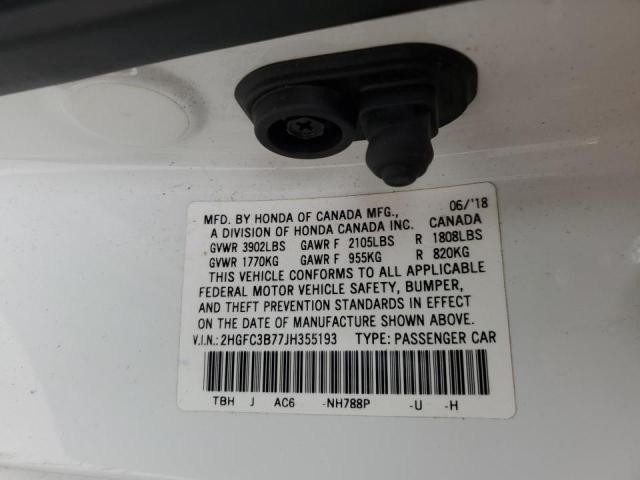 MFD. BY HONDA OF CANADA MFG., 06/'18
A DIVISION OF HONDA CANADA INC. CANADA
GVWR 3902LBS GAWR F 2105LBS R 1808LBS
GVWR 1770KG GAWR F 955KG R 820KG
THIS VEHICLE CONFORMS TO ALL APPLICABLE
FEDERAL MOTOR VEHICLE SAFETY, BUMPER,
AND THEFT PREVENTION STANDARDS IN EFFECT
ON THE DATE OF MANUFACTURE SHOWN ABOVE.
V.I.N.: 2HGFC3B77JH355193 TYPE: PASSENGER CAR
TBH J AC6 -NH788P -U -H